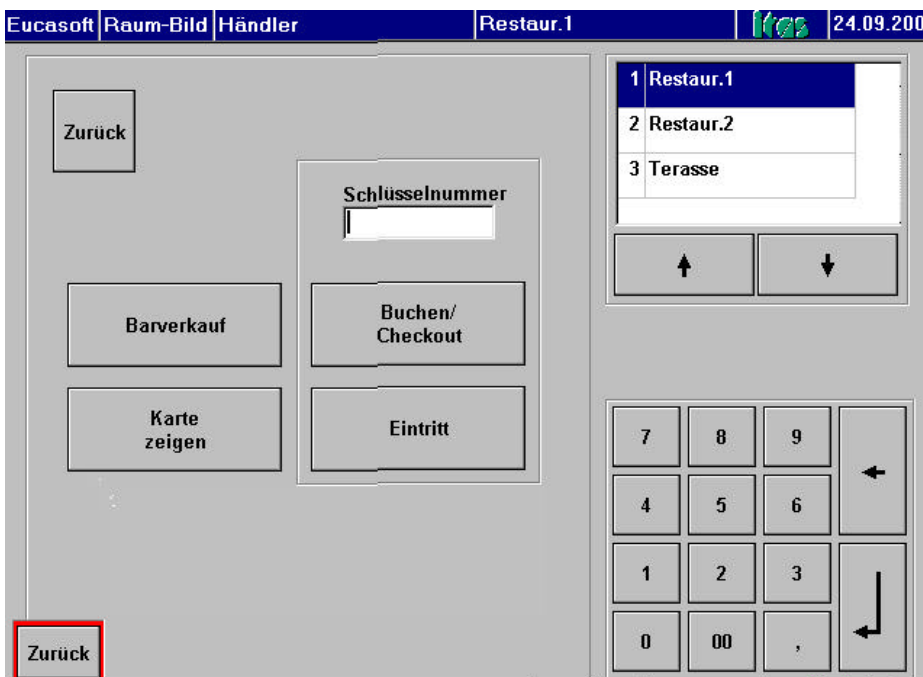 Eucasoft Raum-Bild Händler Restaur.1 itas 24.09.200
Zurück
Schlüsselnummer
Barverkauf
Buchen/
Checkout
Karte
zeigen
Eintritt
Zurück
1 Restaur.1
2 Restaur.2
3 Terasse
7 8 9
4 5 6
1 2 3
0 00 ,